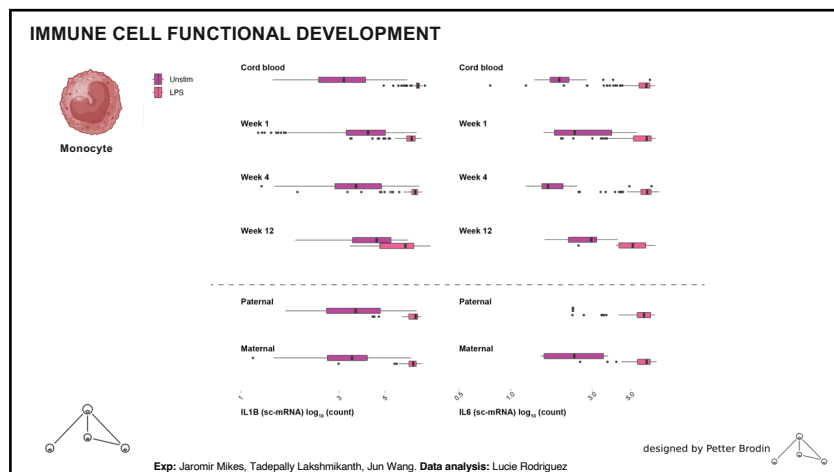 IMMUNE CELL FUNCTIONAL DEVELOPMENT
Unstim
LPS
Monocyte
Cord blood
Week 1
Week 4
Week 12
Paternal
Maternal
1
3
5
IL1B (sc-mRNA) log10 (count)
Cord blood
Week 1
Week 4
Week 12
Paternal
Maternal
0.5
1.0
3.0
5.0
IL6 (sc-mRNA) log10 (count)
designed by Petter Brodin
Exp: Jaromir Mikes, Tadepally Lakshmikanth, Jun Wang. Data analysis: Lucie Rodriguez